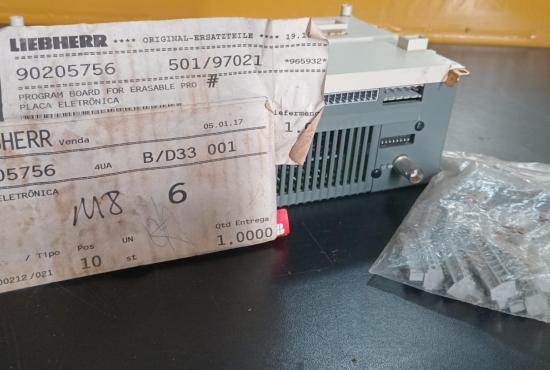 LIEBHERR **** ORIGINAL-ERSATZTEILE ****
90205756 501/97021 *965932*
PROGRAM BOARD FOR ERASABLE PRO #
PLACA ELETRÔNICA
HERR Venda 05.01.17
05756 4UA B/D33 001
ELETRÔNICA
M8 6
Qtd Entrega
/ Tipo Pos UN 1.0000
00212/021 10 st